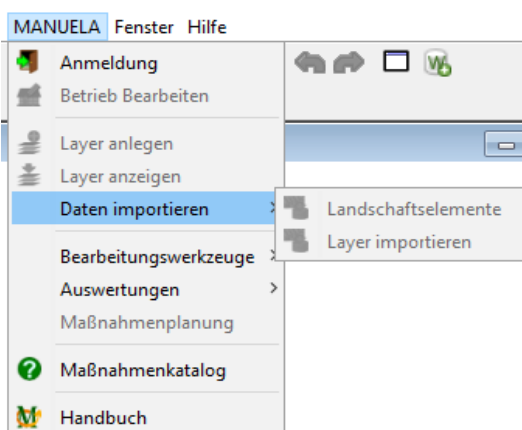 MANUELA Fenster Hilfe
Anmeldung
Betrieb Bearbeiten
Layer anlegen
Layer anzeigen
Daten importieren
Landschaftselemente
Layer importieren
Bearbeitungswerkzeuge
Auswertungen
Maßnahmenplanung
Maßnahmenkatalog
Handbuch